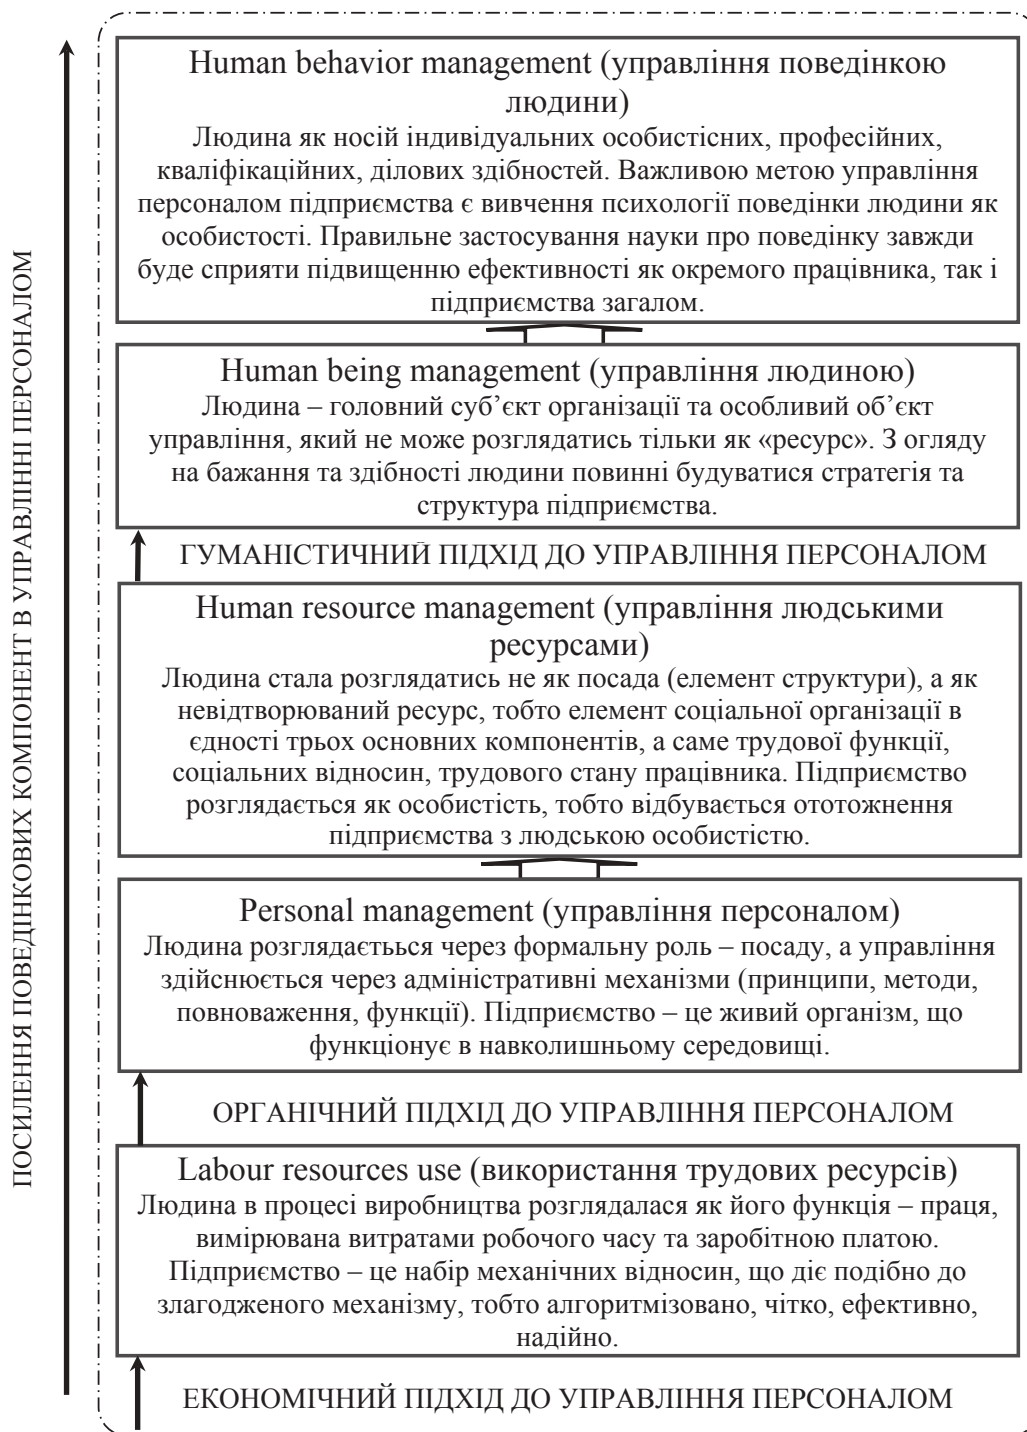 ПОСИЛЕННЯ ПОВЕДІНКОВИХ КОМПОНЕНТ В УПРАВЛІННІ ПЕРСОНАЛОМ
Human behavior management (управління поведінкою
людини)
Людина як носій індивідуальних особистісних, професійних,
кваліфікаційних, ділових здібностей. Важливою метою управління
персоналом підприємства є вивчення психології поведінки людини як
особистості. Правильне застосування науки про поведінку завжди
буде сприяти підвищенню ефективності як окремого працівника, так і
підприємства загалом.
Human being management (управління людиною)
Людина – головний суб’єкт організації та особливий об’єкт
управління, який не може розглядатись тільки як «ресурс». З огляду
на бажання та здібності людини повинні будуватися стратегія та
структура підприємства.
ГУМАНІСТИЧНИЙ ПІДХІД ДО УПРАВЛІННЯ ПЕРСОНАЛОМ
Human resource management (управління людськими
ресурсами)
Людина стала розглядатись не як посада (елемент структури), а як
невідтворюваний ресурс, тобто елемент соціальної організації в
єдності трьох основних компонентів, а саме трудової функції,
соціальних відносин, трудового стану працівника. Підприємство
розглядається як особистість, тобто відбувається ототожнення
підприємства з людською особистістю.
Personal management (управління персоналом)
Людина розглядаєтьься через формальну роль – посаду, а управління
здійснюється через адміністративні механізми (принципи, методи,
повноваження, функції). Підприємство – це живий організм, що
функціонує в навколишньому середовищі.
ОРГАНІЧНИЙ ПІДХІД ДО УПРАВЛІННЯ ПЕРСОНАЛОМ
Labour resources use (використання трудових ресурсів)
Людина в процесі виробництва розглядалася як його функція – праця,
вимірювана витратами робочого часу та заробітною платою.
Підприємство – це набір механічних відносин, що діє подібно до
злагодженого механізму, тобто алгоритмізовано, чітко, ефективно,
надійно.
ЕКОНОМІЧНИЙ ПІДХІД ДО УПРАВЛІННЯ ПЕРСОНАЛОМ